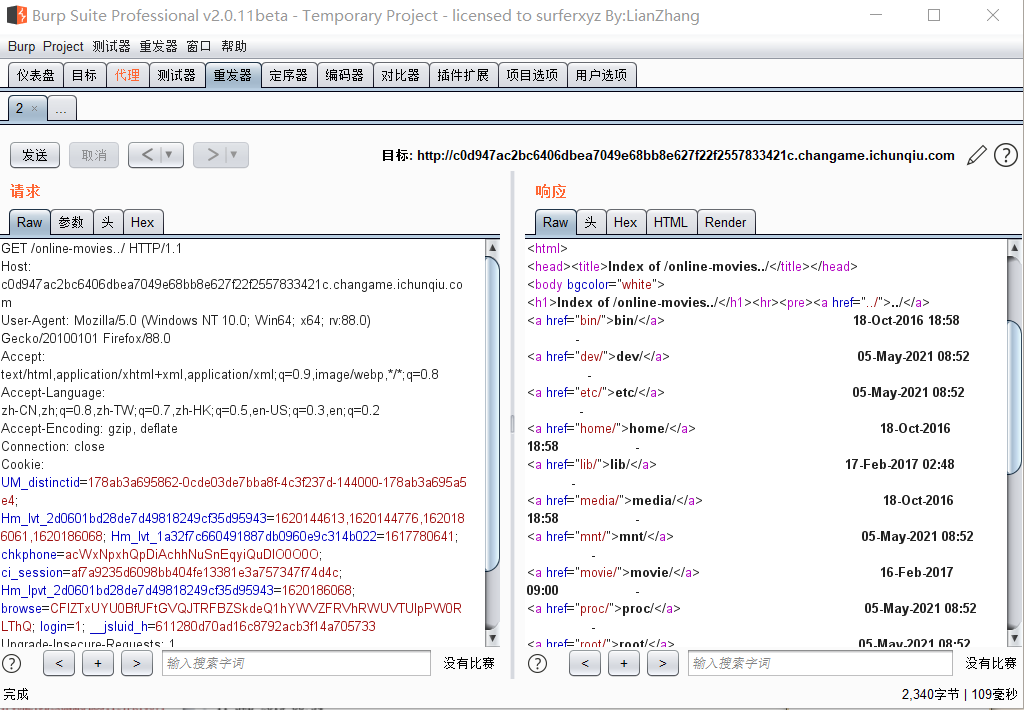 Burp Suite Professional v2.0.11beta - Temporary Project - licensed to surferxyz By:LianZhang
Burp Project 测试器 重发器 窗口 帮助
仪表盘 目标 代理 测试器 重发器 定序器 编码器 对比器 插件扩展 项目选项 用户选项
2 × ...
发送 取消 < ▼ > ▼ 目标: http://c0d947ac2bc6406dbea7049e68bb8e627f22f2557833421c.changame.ichunqiu.com ?
请求
Raw 参数 头 Hex
GET /online-movies../ HTTP/1.1
Host:
c0d947ac2bc6406dbea7049e68bb8e627f22f2557833421c.changame.ichunqiu.co
m
User-Agent: Mozilla/5.0 (Windows NT 10.0; Win64; x64; rv:88.0)
Gecko/20100101 Firefox/88.0
Accept:
text/html,application/xhtml+xml,application/xml;q=0.9,image/webp,*/*;q=0.8
Accept-Language:
zh-CN,zh;q=0.8,zh-TW;q=0.7,zh-HK;q=0.5,en-US;q=0.3,en;q=0.2
Accept-Encoding: gzip, deflate
Connection: close
Cookie:
UM_distinctid=178ab3a695862-0cde03de7bba8f-4c3f237d-144000-178ab3a695a5
e4;
Hm_lvt_2d0601bd28de7d49818249cf35d95943=1620144613,1620144776,162018
6061,1620186068; Hm_lvt_1a32f7c660491887db0960e9c314b022=1617780641;
chkphone=acWxNpxhQpDiAchhNuSnEqyiQuDIO0O0O;
ci_session=af7a9235d6098bb404fe13381e3a757347f74d4c;
Hm_lpvt_2d0601bd28de7d49818249cf35d95943=1620186068;
browse=CFlZTxUYU0BfUFtGVQJTRFBZSkdeQ1hYWVZFRVhRWUVTUlpPW0R
LThQ; login=1; __jsluid_h=611280d70ad16c8792acb3f14a705733
Upgrade-Insecure-Requests: 1
? < + > 输入搜索字词 没有比赛
响应
Raw 头 Hex HTML Render
<html>
<head><title>Index of /online-movies../</title></head>
<body bgcolor="white">
<h1>Index of /online-movies../</h1><hr><pre><a href="../">../</a>
<a href="bin/">bin/</a> 18-Oct-2016 18:58
-
<a href="dev/">dev/</a> 05-May-2021 08:52
-
<a href="etc/">etc/</a> 05-May-2021 08:52
-
<a href="home/">home/</a> 18-Oct-2016
18:58 -
<a href="lib/">lib/</a> 17-Feb-2017 02:48
-
<a href="media/">media/</a> 18-Oct-2016
18:58 -
<a href="mnt/">mnt/</a> 05-May-2021 08:52
-
<a href="movie/">movie/</a> 16-Feb-2017
09:00 -
<a href="proc/">proc/</a> 05-May-2021 08:52
-
<a href="root/">root/</a> 05-May-2021 08:52
? < + > 输入搜索字词 没有比赛
完成 2,340字节 | 109毫秒